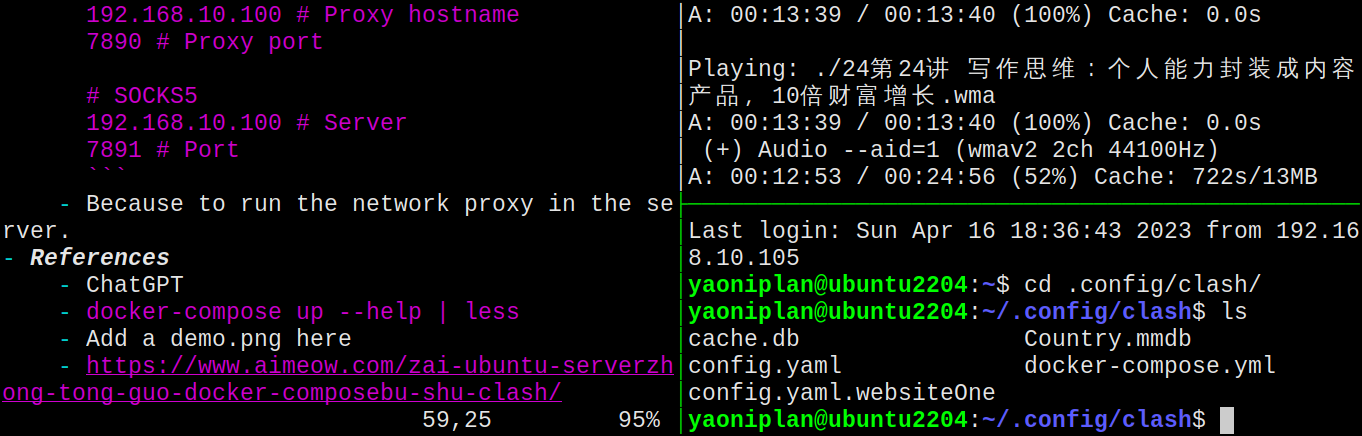 192.168.10.100 # Proxy hostname
7890 # Proxy port
# SOCKS5
192.168.10.100 # Server
7891 # Port
```
- Because to run the network proxy in the se
rver.
- References
- ChatGPT
- docker-compose up --help | less
- Add a demo.png here
- https://www.aimeow.com/zai-ubuntu-serverzh
ong-tong-guo-docker-composebu-shu-clash/
59,25 95%
A: 00:13:39 / 00:13:40 (100%) Cache: 0.0s
Playing: ./24第24讲 写作思维：个人能力封装成内容
产品, 10倍财富增长.wma
A: 00:13:39 / 00:13:40 (100%) Cache: 0.0s
(+) Audio --aid=1 (wmav2 2ch 44100Hz)
A: 00:12:53 / 00:24:56 (52%) Cache: 722s/13MB
Last login: Sun Apr 16 18:36:43 2023 from 192.16
8.10.105
yaoniplan@ubuntu2204:~$ cd .config/clash/
yaoniplan@ubuntu2204:~/.config/clash$ ls
cache.db Country.mmdb
config.yaml docker-compose.yml
config.yaml.websiteOne
yaoniplan@ubuntu2204:~/.config/clash$